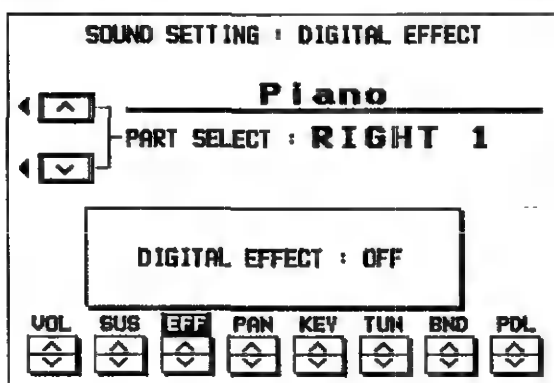 SOUND SETTING : DIGITAL EFFECT
Piano
PART SELECT : RIGHT 1
DIGITAL EFFECT : OFF
VOL SUS EFF PAN KEY TUN BND PDL